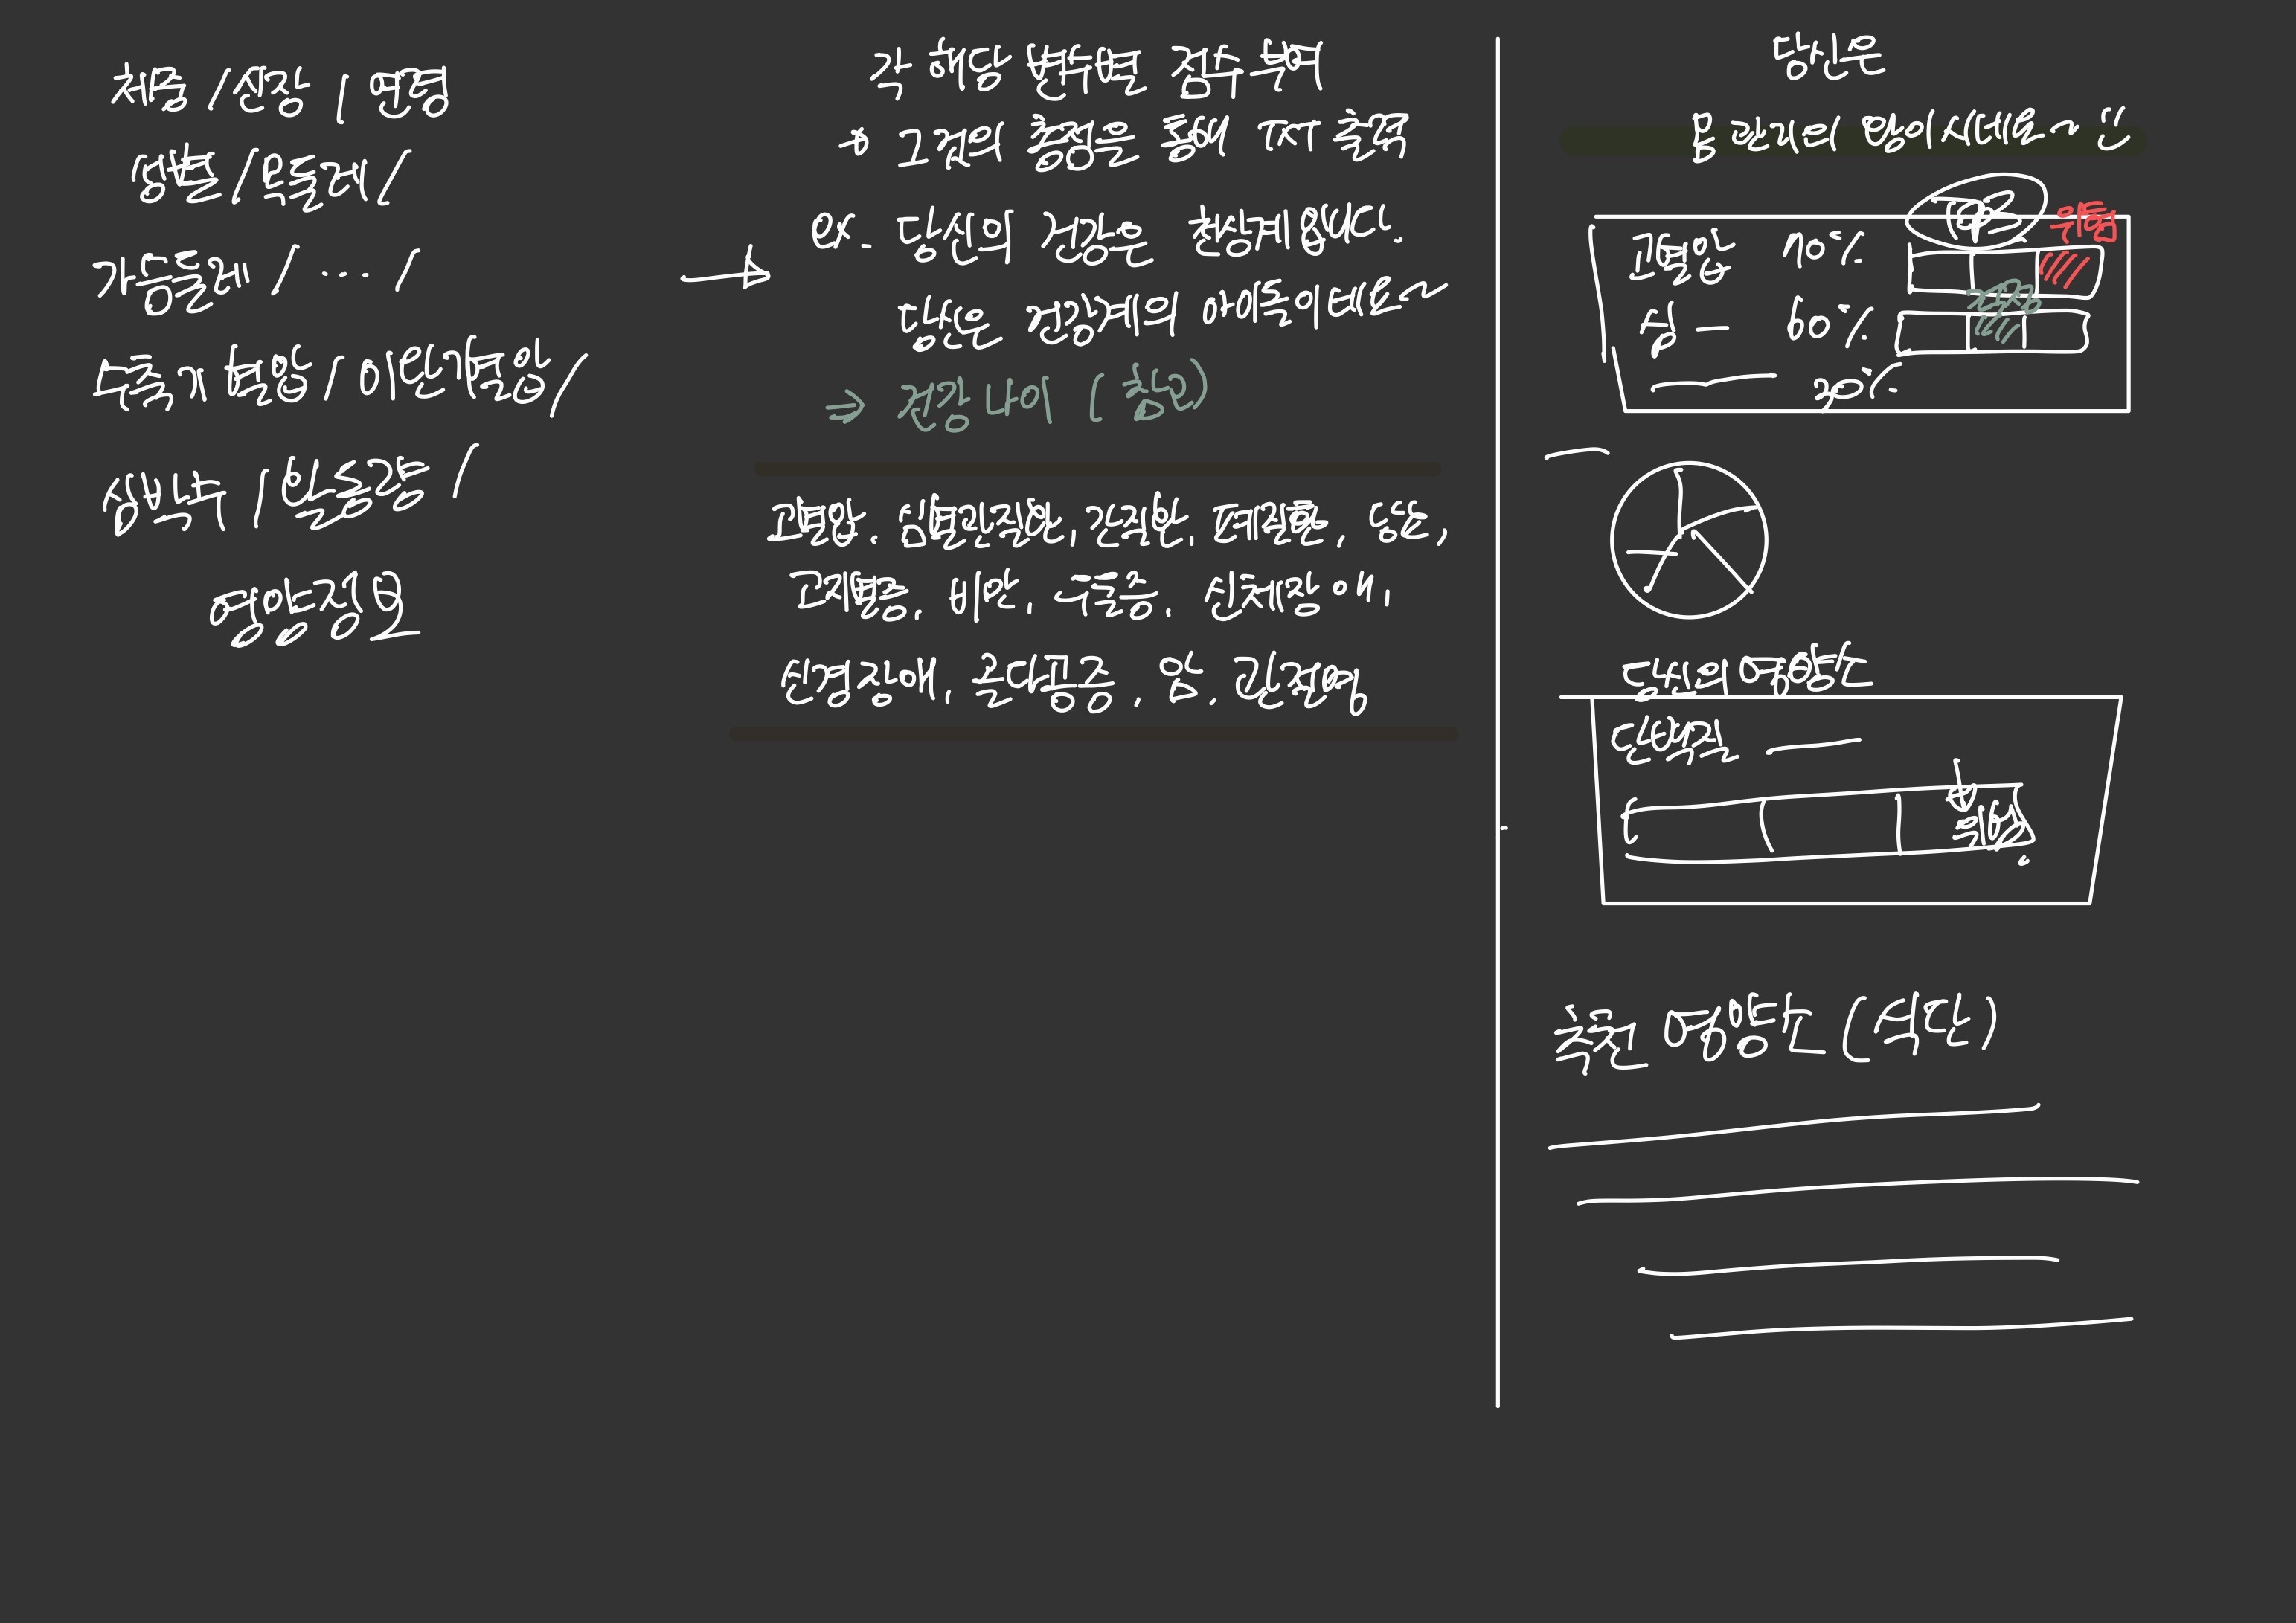 체중 / 신장 / 연령
성별 / 목둘레 /
가슴둘레 / ... /
수축기 혈압 / 이완기혈압 /
심박수 / 활동량 /
영양정보
각 해당 변수별 점수 부여
→ 그것의 총점을 통해 TXT 출력
ex. 당신의 건강은 천상계입니다.
당신은 건강계의 아이돌이네요~
⇒ 건강나이 (참고)
고혈압, 심혈관질환, 간질환, 폐질환, 당뇨,
고지혈증, 비만, 우울증, 신체장애,
신경장애, 골다공증, 암, 관절염
당신은
몸 관리의 왕이시네요~
고혈압 70%
위험
60%
20%
당신의 영양소
단백질
위험
추천 영양소 (식단)